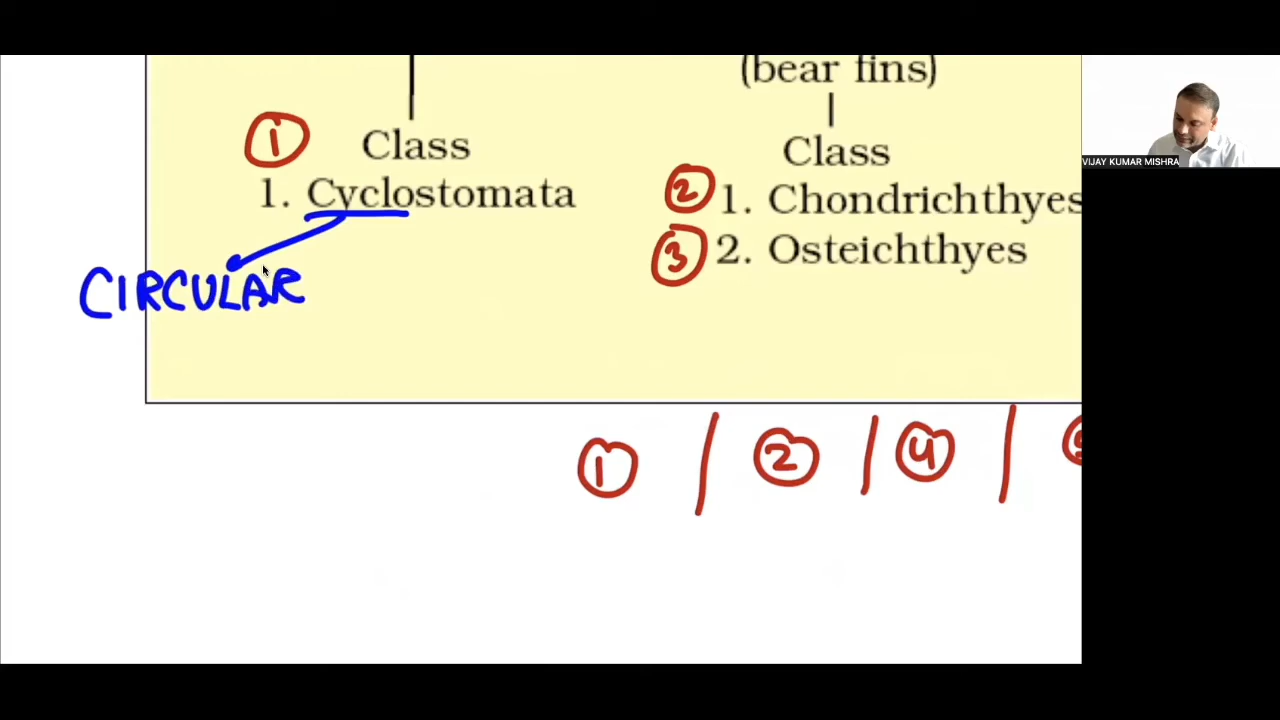 (bear fins)
1
Class
Class
1. Cyclostomata
2
1. Chondrichthyes
3
2. Osteichthyes
CIRCULAR
1
2
4
VIJAY KUMAR MISHRA